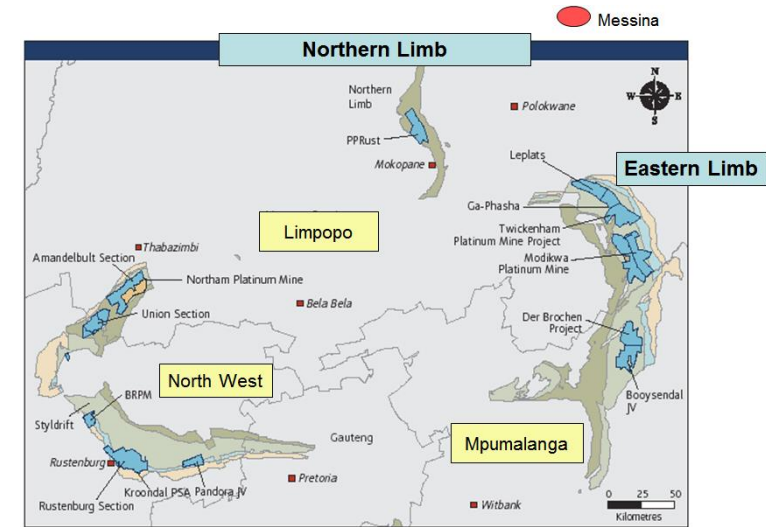 Messina
Northern Limb
Northern
Limb
N
W
E
S
Polokwane
PPRust
Mokopane
Leplats
Eastern Limb
Ga-Phasha
Twickenham
Platinum Mine Project
Modikwa
Platinum Mine
Limpopo
Thabazimbi
Amandelbult Section
Northam Platinum Mine
Bela Bela
Union Section
Der Brochen
Project
North West
BRPM
Booysendal
JV
Styldrift
Gauteng
Mpumalanga
Rustenburg
Kroondal PSA
Pandora JV
Pretoria
Rustenburg Section
Witbank
0 25 50
Kilometres